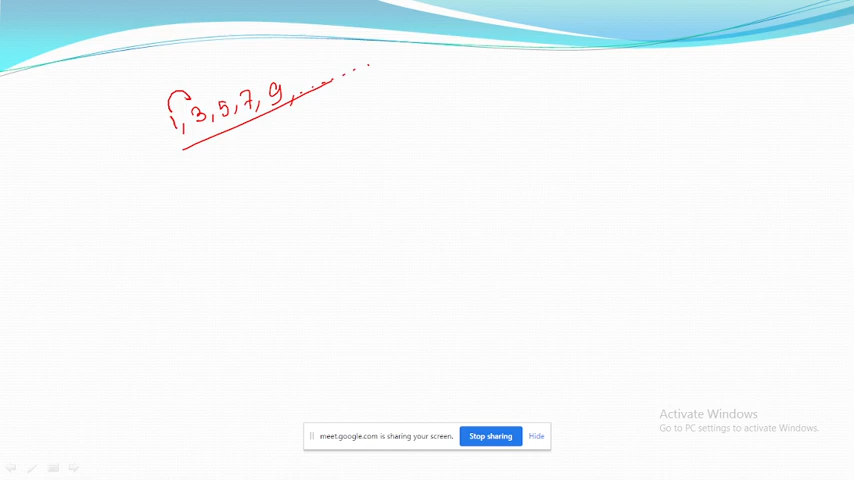 1, 3, 5, 7, 9, ..........
Activate Windows
Go to PC settings to activate Windows.
meet.google.com is sharing your screen. Stop sharing Hide